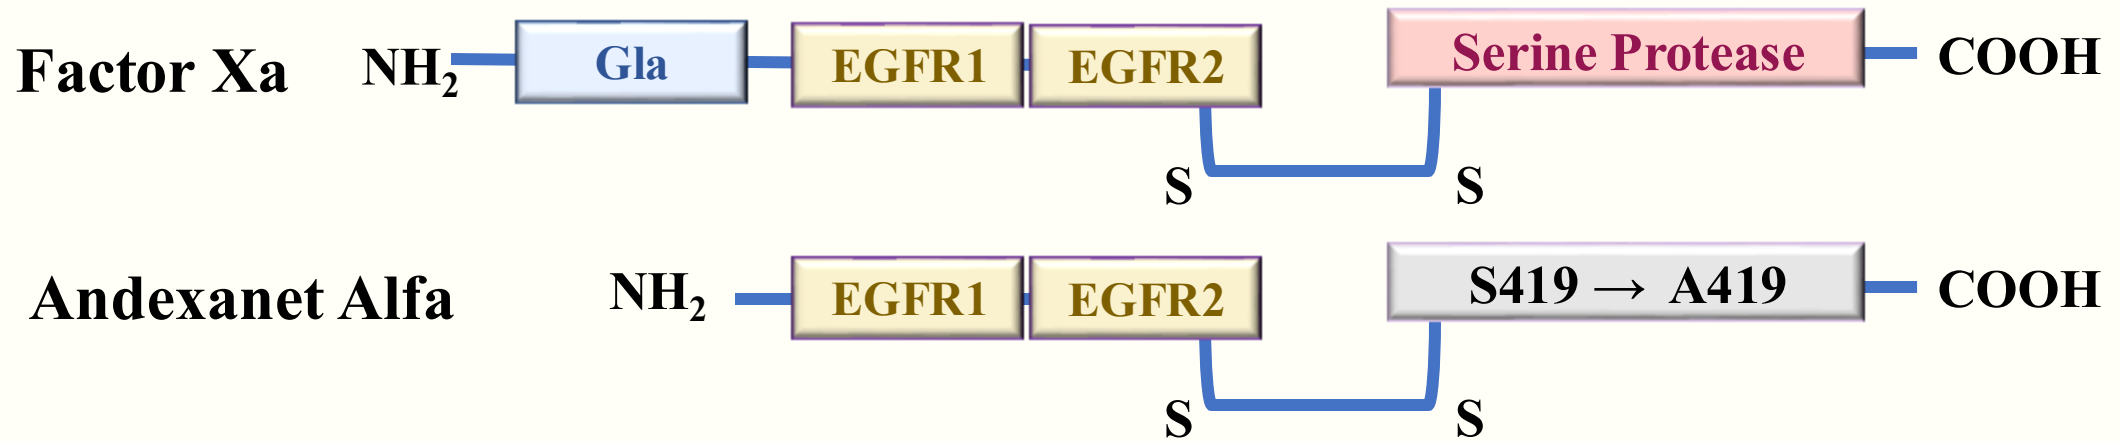 Factor Xa NH₂ Gla EGFR1 EGFR2 Serine Protease COOH
S S
Andexanet Alfa NH₂ EGFR1 EGFR2 S419 → A419 COOH
S S